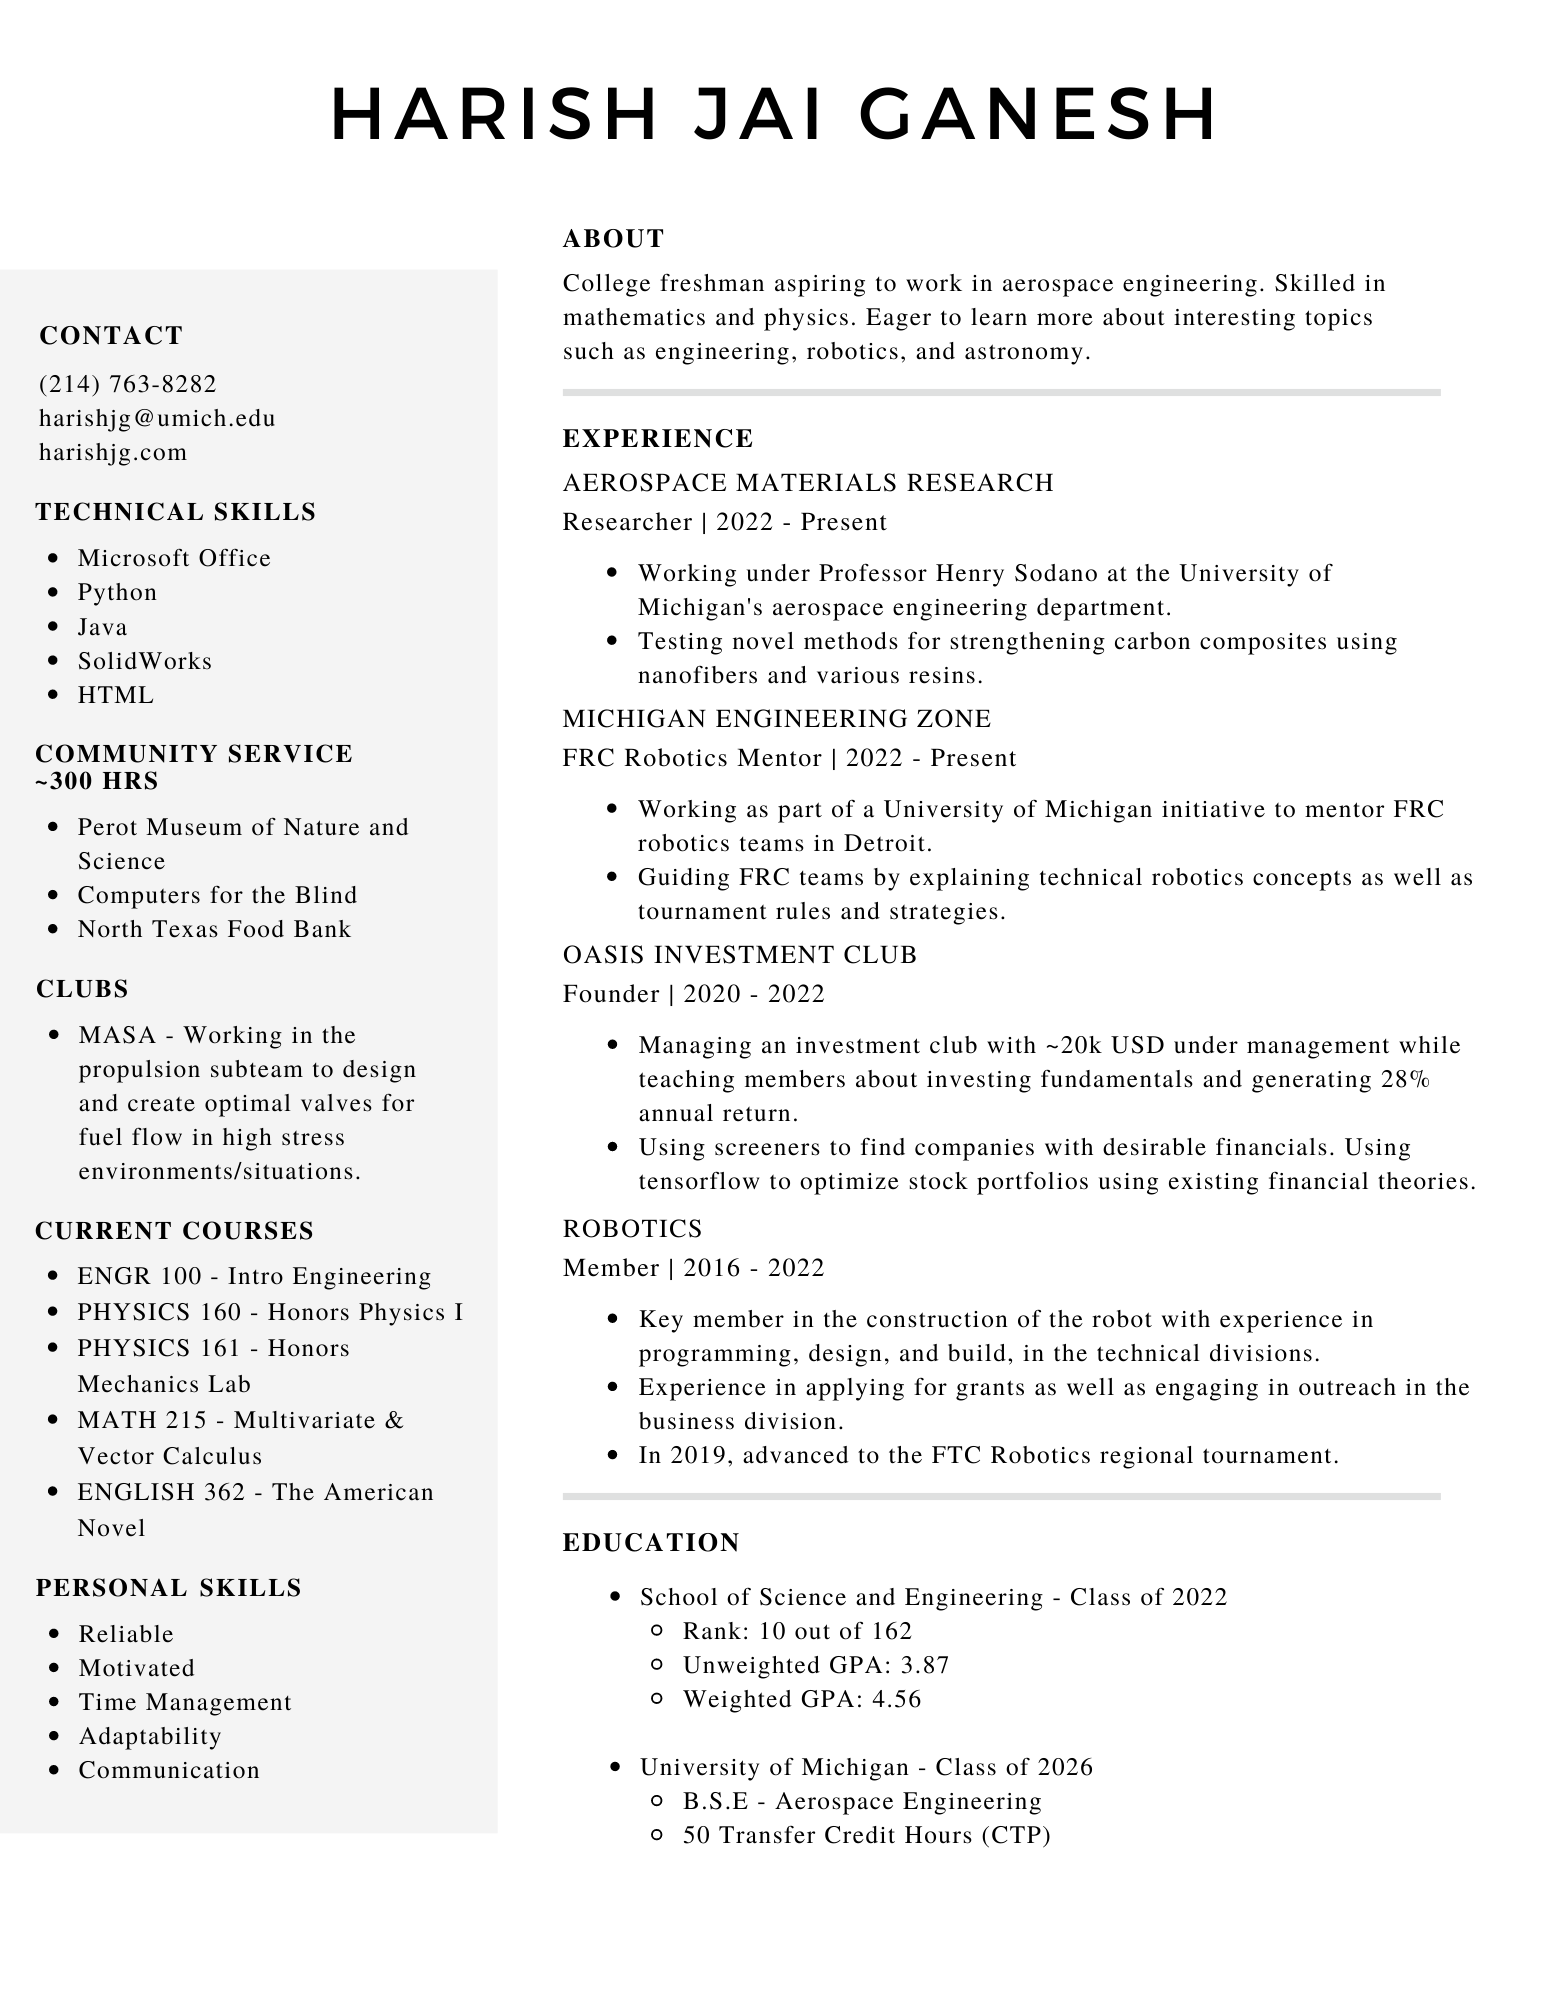 HARISH JAI GANESH
CONTACT
(214) 763-8282
harishjg@umich.edu
harishjg.com
TECHNICAL SKILLS
Microsoft Office
Python
Java
SolidWorks
HTML
COMMUNITY SERVICE
~300 HRS
Perot Museum of Nature and
Science
Computers for the Blind
North Texas Food Bank
CLUBS
MASA - Working in the
propulsion subteam to design
and create optimal valves for
fuel flow in high stress
environments/situations.
CURRENT COURSES
ENGR 100 - Intro Engineering
PHYSICS 160 - Honors Physics I
PHYSICS 161 - Honors
Mechanics Lab
MATH 215 - Multivariate &
Vector Calculus
ENGLISH 362 - The American
Novel
PERSONAL SKILLS
Reliable
Motivated
Time Management
Adaptability
Communication
ABOUT
College freshman aspiring to work in aerospace engineering. Skilled in
mathematics and physics. Eager to learn more about interesting topics
such as engineering, robotics, and astronomy.
EXPERIENCE
AEROSPACE MATERIALS RESEARCH
Researcher | 2022 - Present
Working under Professor Henry Sodano at the University of
Michigan's aerospace engineering department.
Testing novel methods for strengthening carbon composites using
nanofibers and various resins.
MICHIGAN ENGINEERING ZONE
FRC Robotics Mentor | 2022 - Present
Working as part of a University of Michigan initiative to mentor FRC
robotics teams in Detroit.
Guiding FRC teams by explaining technical robotics concepts as well as
tournament rules and strategies.
OASIS INVESTMENT CLUB
Founder | 2020 - 2022
Managing an investment club with ~20k USD under management while
teaching members about investing fundamentals and generating 28%
annual return.
Using screeners to find companies with desirable financials. Using
tensorflow to optimize stock portfolios using existing financial theories.
ROBOTICS
Member | 2016 - 2022
Key member in the construction of the robot with experience in
programming, design, and build, in the technical divisions.
Experience in applying for grants as well as engaging in outreach in the
business division.
In 2019, advanced to the FTC Robotics regional tournament.
EDUCATION
School of Science and Engineering - Class of 2022
Rank: 10 out of 162
Unweighted GPA: 3.87
Weighted GPA: 4.56
University of Michigan - Class of 2026
B.S.E - Aerospace Engineering
50 Transfer Credit Hours (CTP)